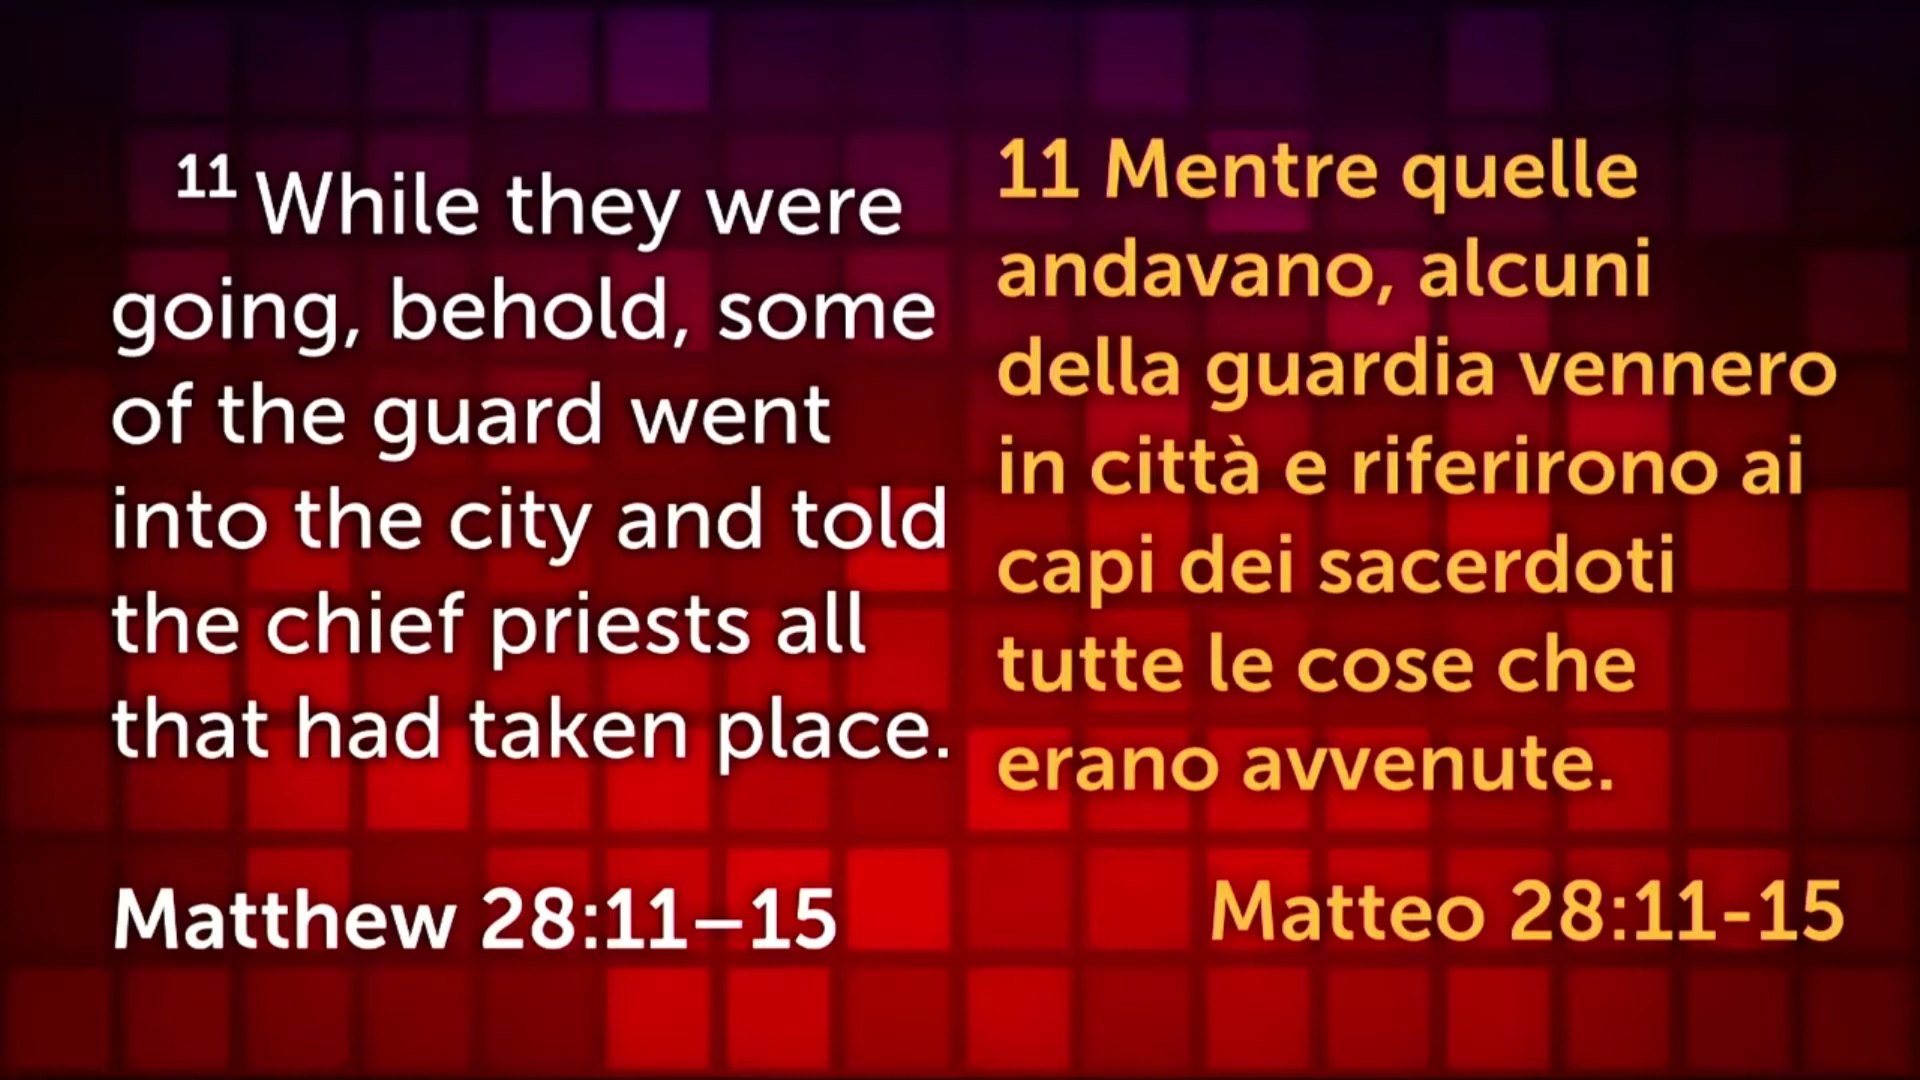 11 While they were
going, behold, some
of the guard went
into the city and told
the chief priests all
that had taken place.
Matthew 28:11–15
11 Mentre quelle
andavano, alcuni
della guardia vennero
in città e riferirono ai
capi dei sacerdoti
tutte le cose che
erano avvenute.
Matteo 28:11-15